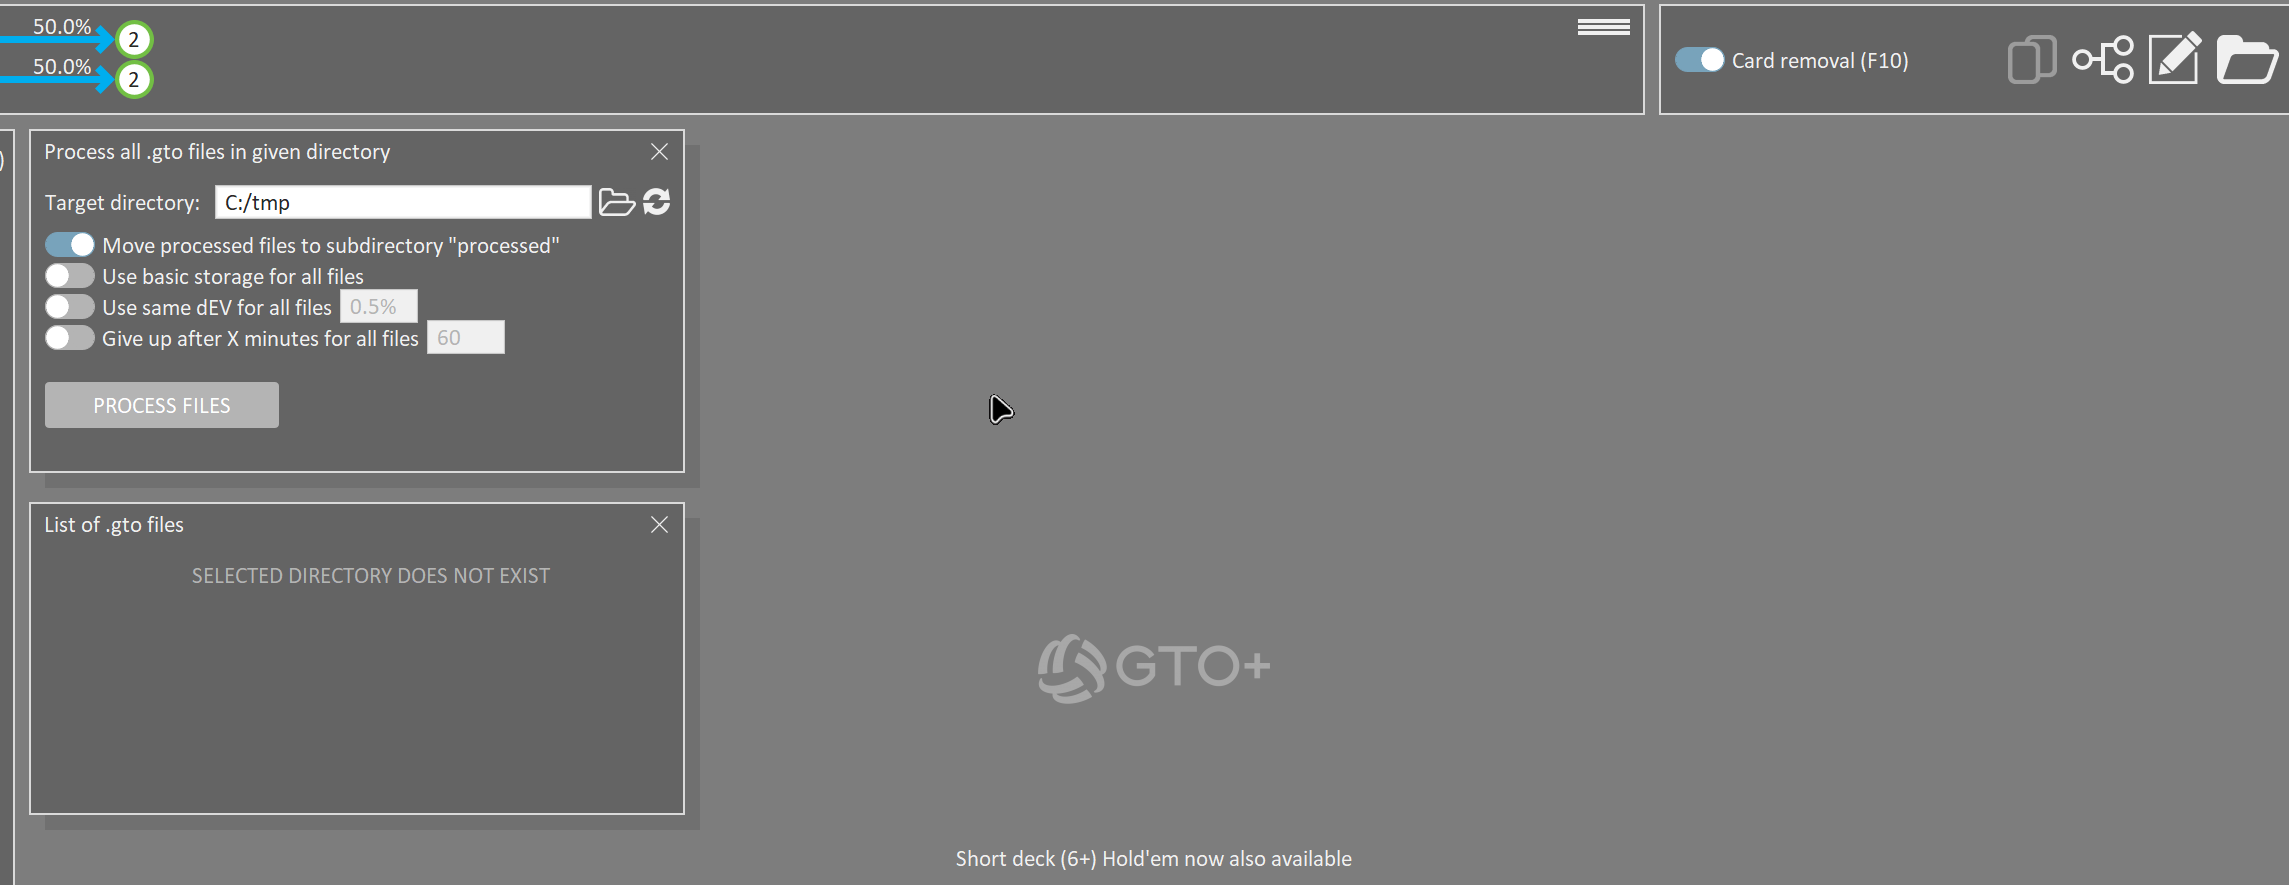 50.0%
2
50.0%
2
Card removal (F10)
)
Process all .gto files in given directory
Target directory: C:/tmp
Move processed files to subdirectory "processed"
Use basic storage for all files
Use same dEV for all files 0.5%
Give up after X minutes for all files 60
PROCESS FILES
List of .gto files
SELECTED DIRECTORY DOES NOT EXIST
GTO+
Short deck (6+) Hold'em now also available